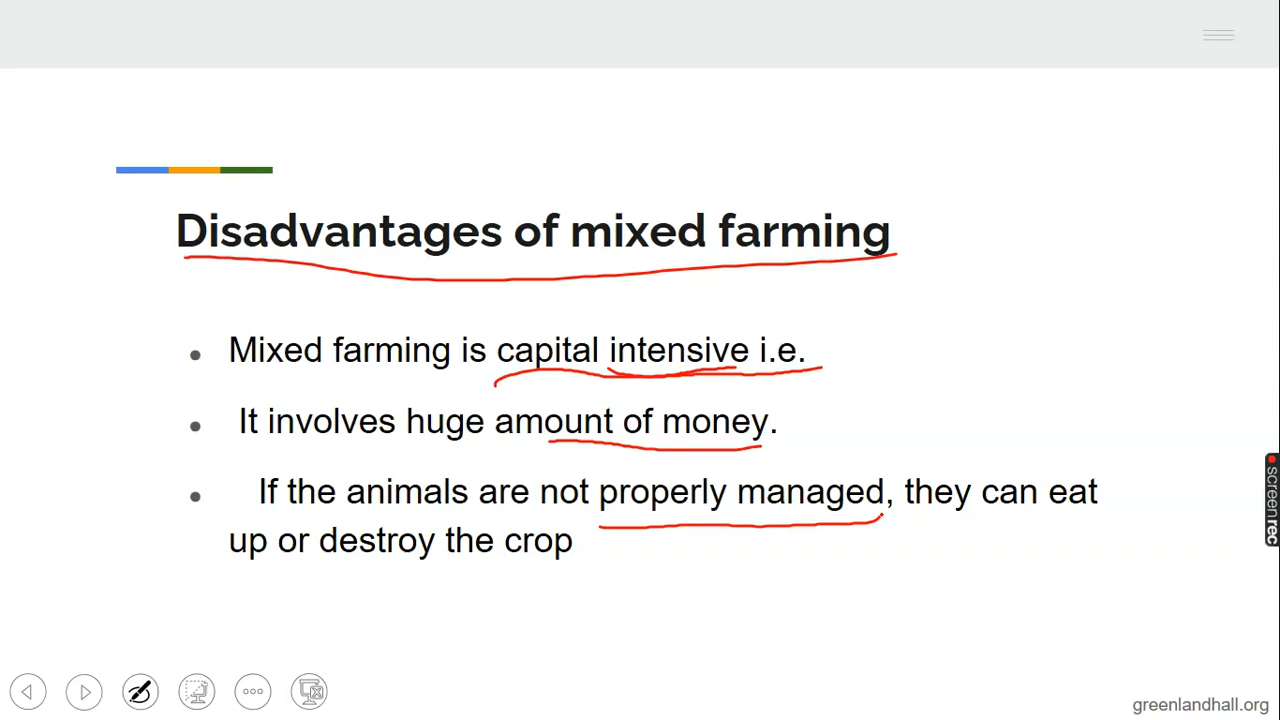 Disadvantages of mixed farming
● Mixed farming is capital intensive i.e.
● It involves huge amount of money.
● If the animals are not properly managed, they can eat
up or destroy the crop
screenrec
greenlandhall.org